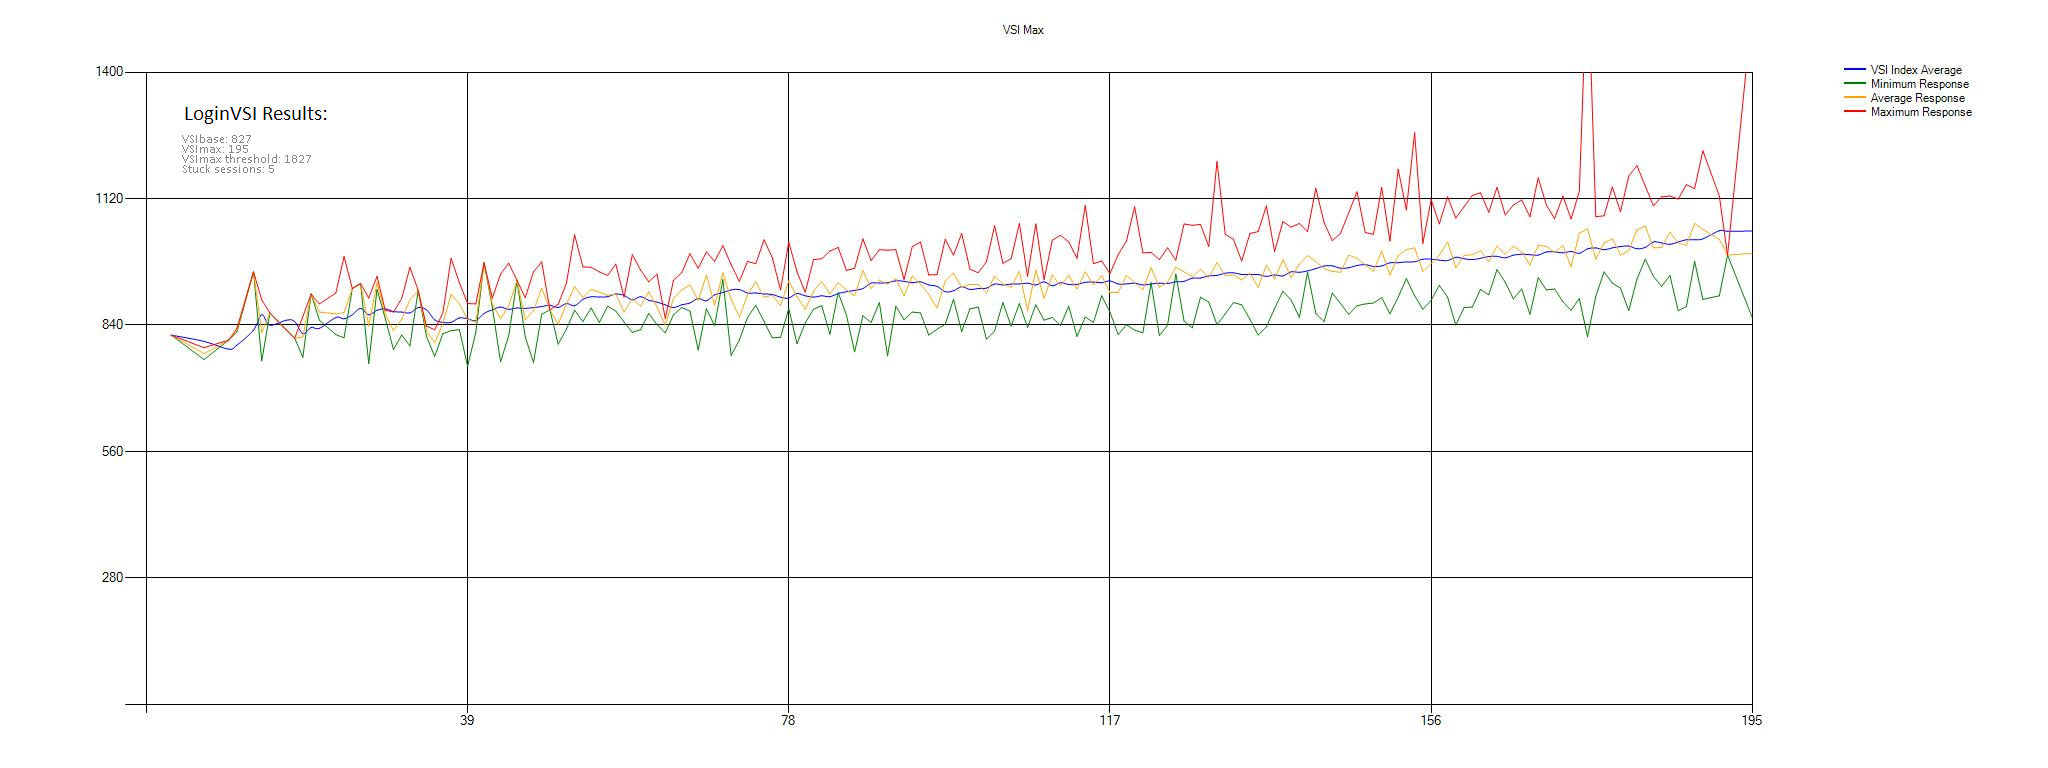 VSI Max
1400
1120
840
560
280
LoginVSI Results:
VSIbase: 827
VSImax: 195
VSImax threshold: 1827
Stuck sessions: 5
39
78
117
156
195
VSI Index Average
Minimum Response
Average Response
Maximum Response